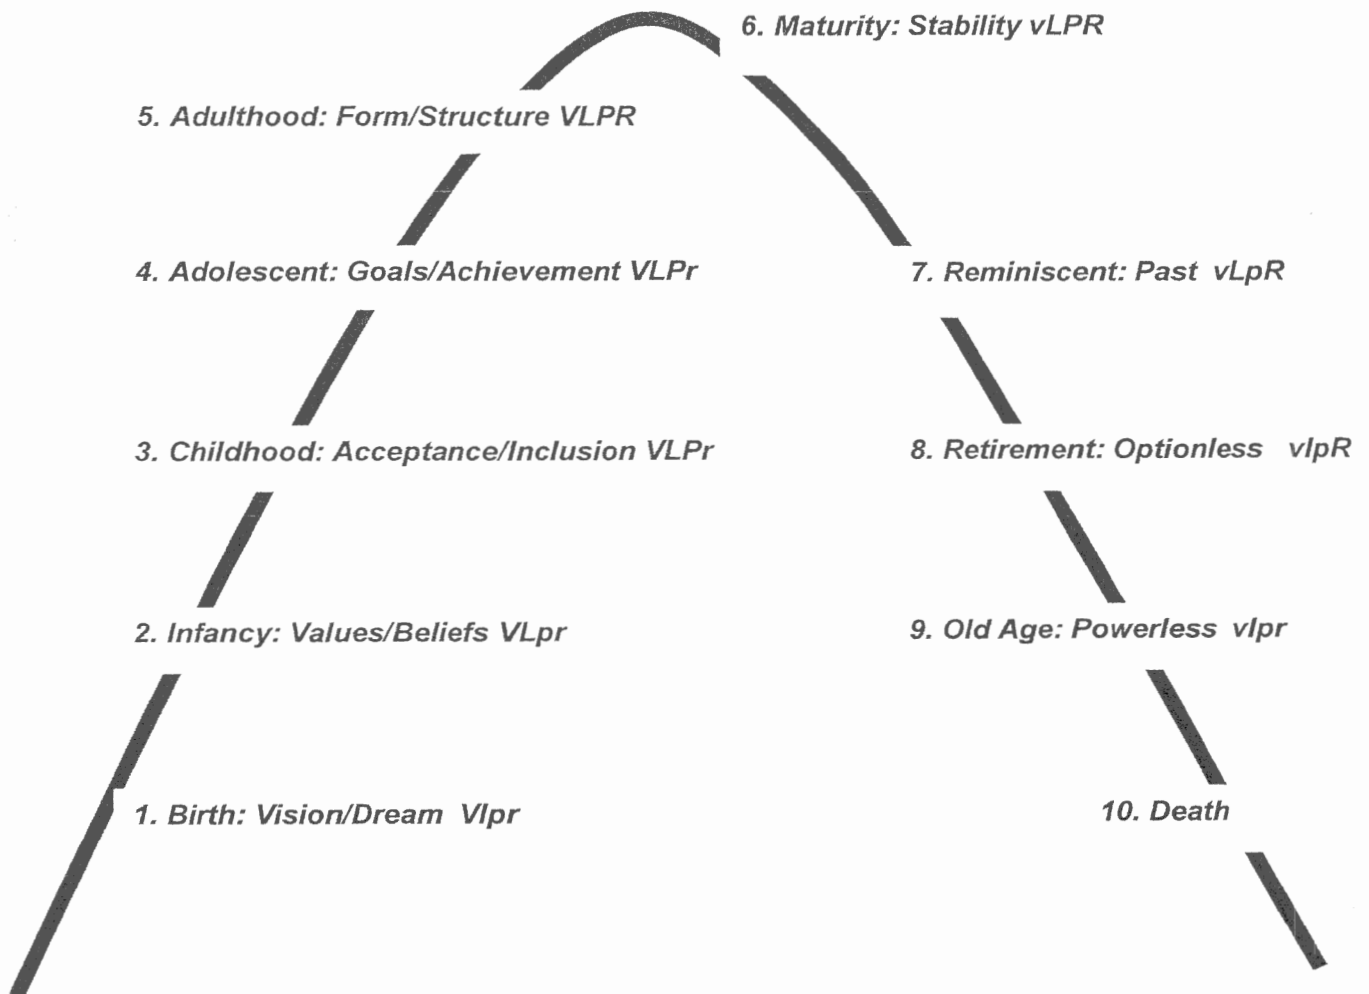 6. Maturity: Stability vLPR
5. Adulthood: Form/Structure VLPR
4. Adolescent: Goals/Achievement VLPr
7. Reminiscent: Past vLpR
3. Childhood: Acceptance/Inclusion VLPr
8. Retirement: Optionless vlpR
2. Infancy: Values/Beliefs VLpr
9. Old Age: Powerless vlpr
1. Birth: Vision/Dream Vlpr
10. Death